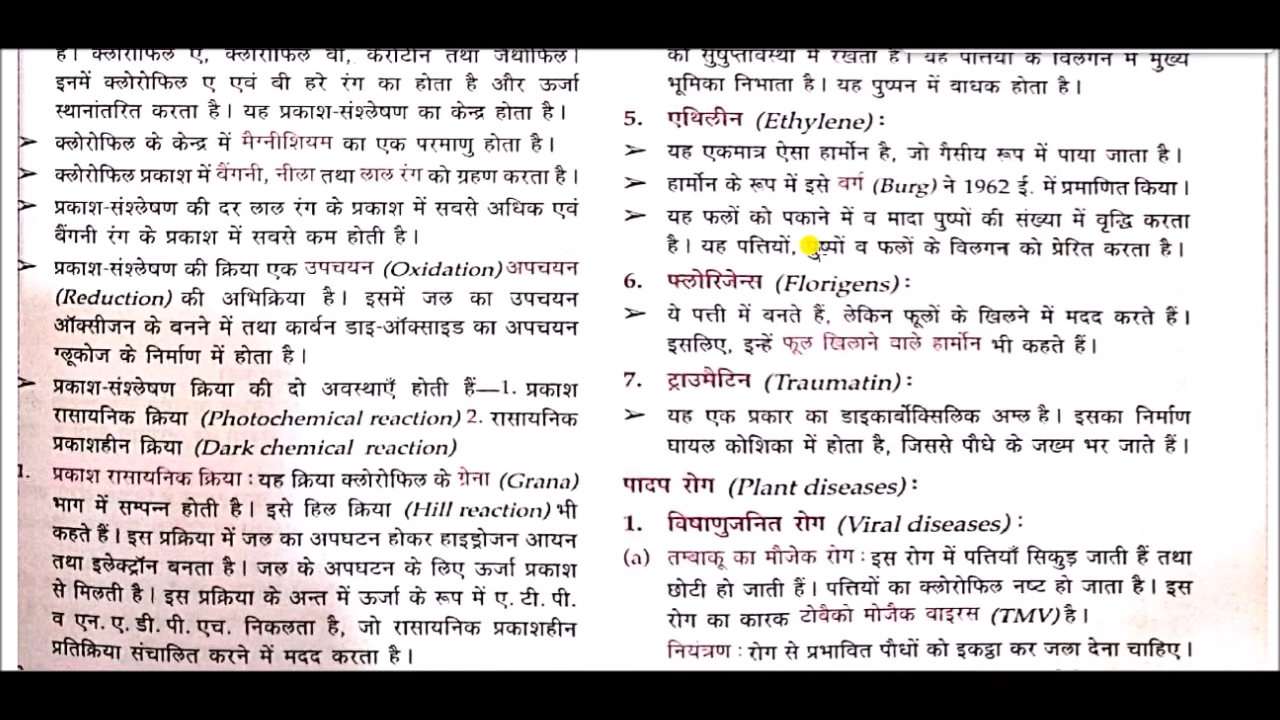 है। क्लोरोफिल ए, क्लोरोफिल बी, कैरोटीन तथा जैंथोफिल।
इनमें क्लोरोफिल ए एवं बी हरे रंग का होता है और ऊर्जा
स्थानांतरित करता है। यह प्रकाश-संश्लेषण का केन्द्र होता है।
➤ क्लोरोफिल के केन्द्र में मैग्नीशियम का एक परमाणु होता है।
➤ क्लोरोफिल प्रकाश में बैंगनी, नीला तथा लाल रंग को ग्रहण करता है।
➤ प्रकाश-संश्लेषण की दर लाल रंग के प्रकाश में सबसे अधिक एवं
बैंगनी रंग के प्रकाश में सबसे कम होती है।
➤ प्रकाश-संश्लेषण की क्रिया एक उपचयन (Oxidation) अपचयन
(Reduction) की अभिक्रिया है। इसमें जल का उपचयन
ऑक्सीजन के बनने में तथा कार्बन डाइ-ऑक्साइड का अपचयन
ग्लूकोज के निर्माण में होता है।
➤ प्रकाश-संश्लेषण क्रिया की दो अवस्थाएँ होती हैं—1. प्रकाश
रासायनिक क्रिया (Photochemical reaction) 2. रासायनिक
प्रकाशहीन क्रिया (Dark chemical reaction)
1. प्रकाश रासायनिक क्रिया : यह क्रिया क्लोरोफिल के ग्रेना (Grana)
भाग में सम्पन्न होती है। इसे हिल क्रिया (Hill reaction) भी
कहते हैं। इस प्रक्रिया में जल का अपघटन होकर हाइड्रोजन आयन
तथा इलेक्ट्रॉन बनता है। जल के अपघटन के लिए ऊर्जा प्रकाश
से मिलती है। इस प्रक्रिया के अन्त में ऊर्जा के रूप में ए. टी. पी.
व एन. ए. डी. पी. एच. निकलता है, जो रासायनिक प्रकाशहीन
प्रतिक्रिया संचालित करने में मदद करता है।
को सुषुप्तावस्था में रखता है। यह पत्तियों के विलगन में मुख्य
भूमिका निभाता है। यह पुष्पन में बाधक होता है।
5. एथिलीन (Ethylene) :
➤ यह एकमात्र ऐसा हार्मोन है, जो गैसीय रूप में पाया जाता है।
➤ हार्मोन के रूप में इसे बर्ग (Burg) ने 1962 ई. में प्रमाणित किया।
➤ यह फलों को पकाने में व मादा पुष्पों की संख्या में वृद्धि करता
है। यह पत्तियों, पुष्पों व फलों के विलगन को प्रेरित करता है।
6. फ्लोरिजेन्स (Florigens) :
➤ ये पत्ती में बनते हैं, लेकिन फूलों के खिलने में मदद करते हैं।
इसलिए, इन्हें फूल खिलाने वाले हार्मोन भी कहते हैं।
7. ट्राउमैटिन (Traumatin) :
➤ यह एक प्रकार का डाइकार्बोक्सिलिक अम्ल है। इसका निर्माण
घायल कोशिका में होता है, जिससे पौधे के जख्म भर जाते हैं।
पादप रोग (Plant diseases) :
1. विषाणुजनित रोग (Viral diseases) :
(a) तम्बाकू का मौजेक रोग : इस रोग में पत्तियाँ सिकुड़ जाती हैं तथा
छोटी हो जाती हैं। पत्तियों का क्लोरोफिल नष्ट हो जाता है। इस
रोग का कारक टोबैको मोजैक वाइरस (TMV) है।
नियंत्रण : रोग से प्रभावित पौधों को इकट्ठा कर जला देना चाहिए।